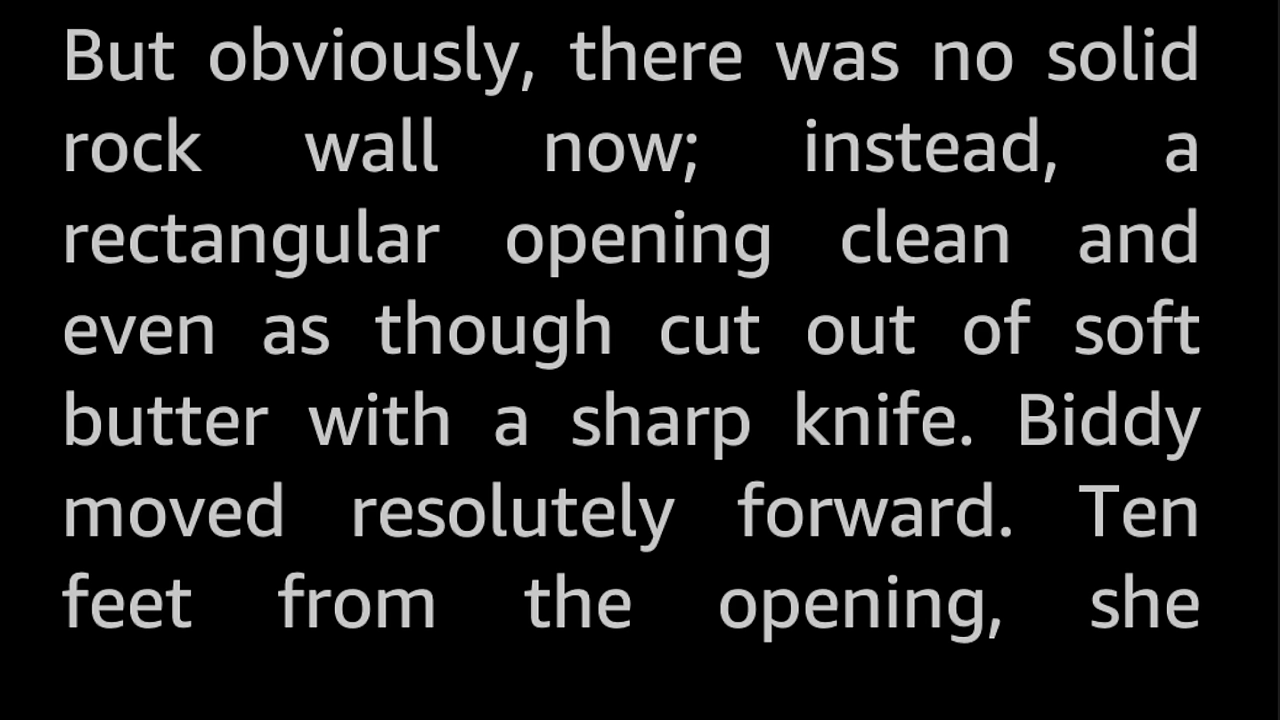 But obviously, there was no solid
rock wall now; instead, a
rectangular opening clean and
even as though cut out of soft
butter with a sharp knife. Biddy
moved resolutely forward. Ten
feet from the opening, she